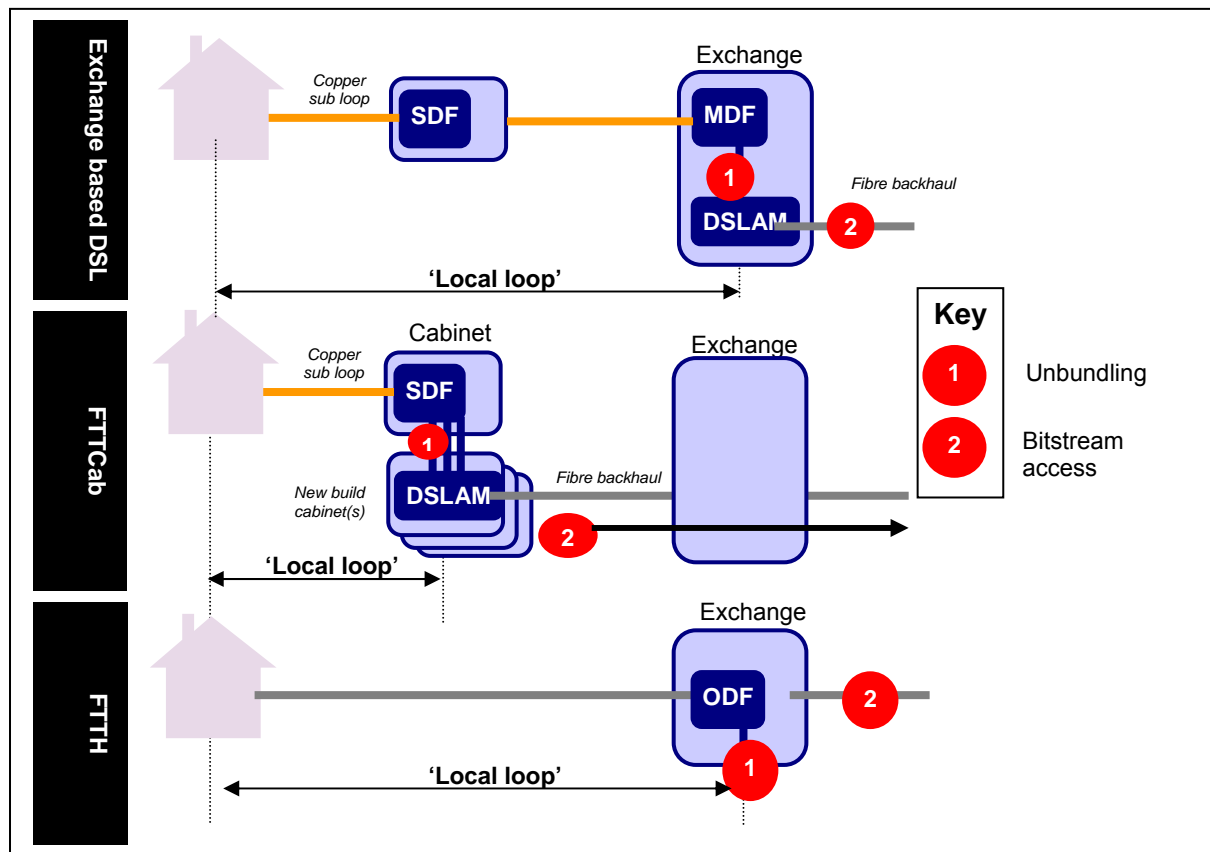 Exchange based DSL
Exchange
Copper
sub loop
SDF
MDF
1
Fibre backhaul
DSLAM
2
‘Local loop’
FTTCab
Cabinet
Exchange
Copper
sub loop
SDF
1
New build
cabinet(s)
DSLAM
Fibre backhaul
2
‘Local loop’
Key
1
Unbundling
2
Bitstream
access
FTTH
Exchange
ODF
2
1
‘Local loop’